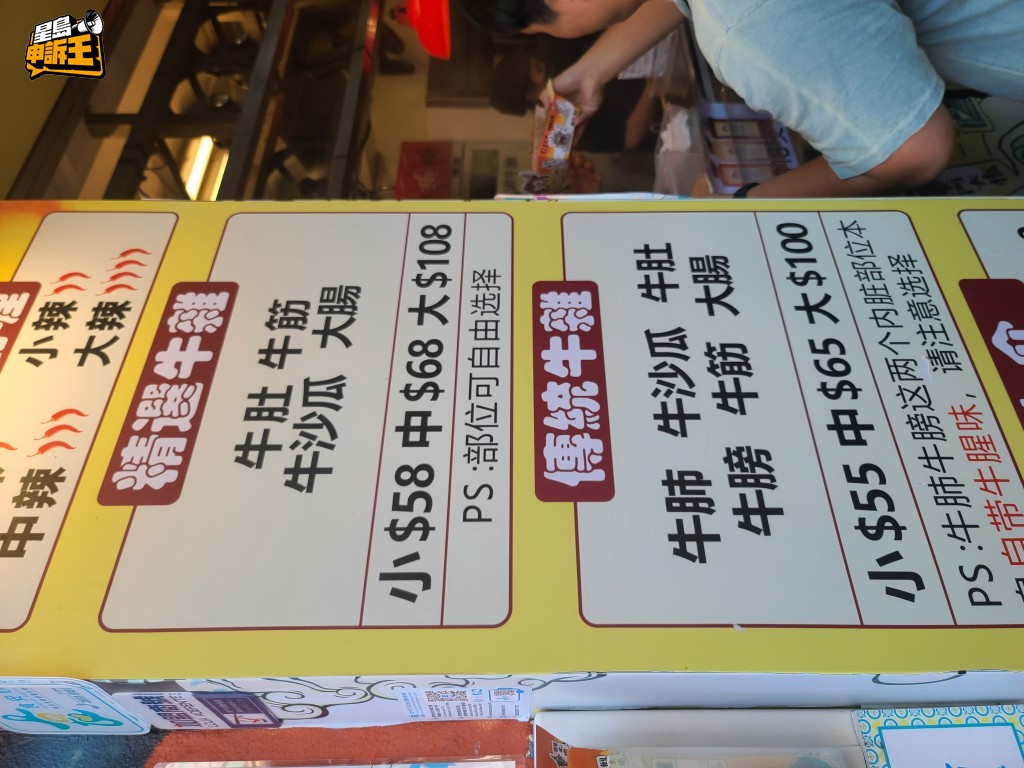 星島
申訴王
小辣
大辣
中辣
精選牛雜
牛肚 牛筋
牛沙瓜 大腸
小$58 中$68 大$108
PS:部位可自由选择
傳統牛雜
牛肺 牛沙瓜 牛肚
牛膀 牛筋 大腸
小$55 中$65 大$100
PS:牛肺牛膀这两个内脏部位本
自带牛腥味,请注意选择